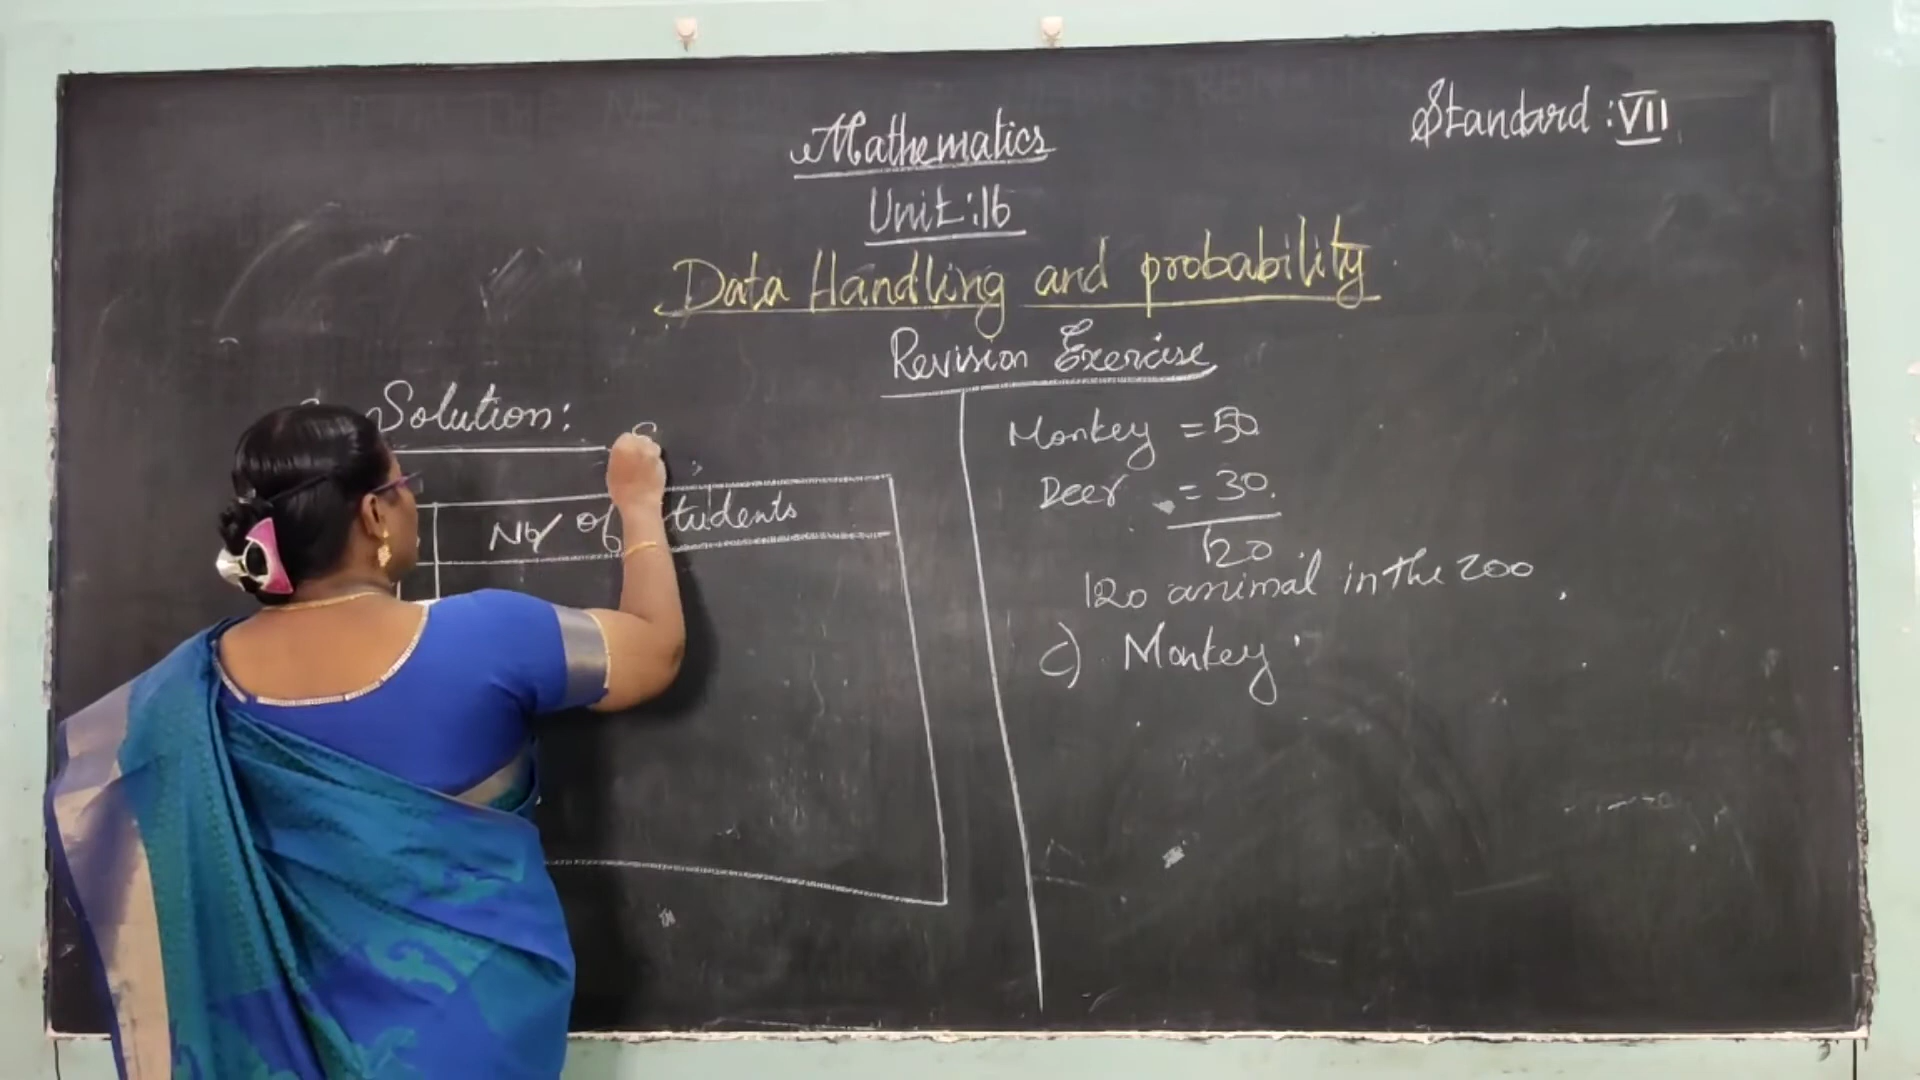 Mathematics
Standard : VII
Unit : 16
Data Handling and probability
Revision Exercise
Solution:
No of Students
Monkey = 50
Deer = 30
120
120 animal in the zoo
c) Monkey